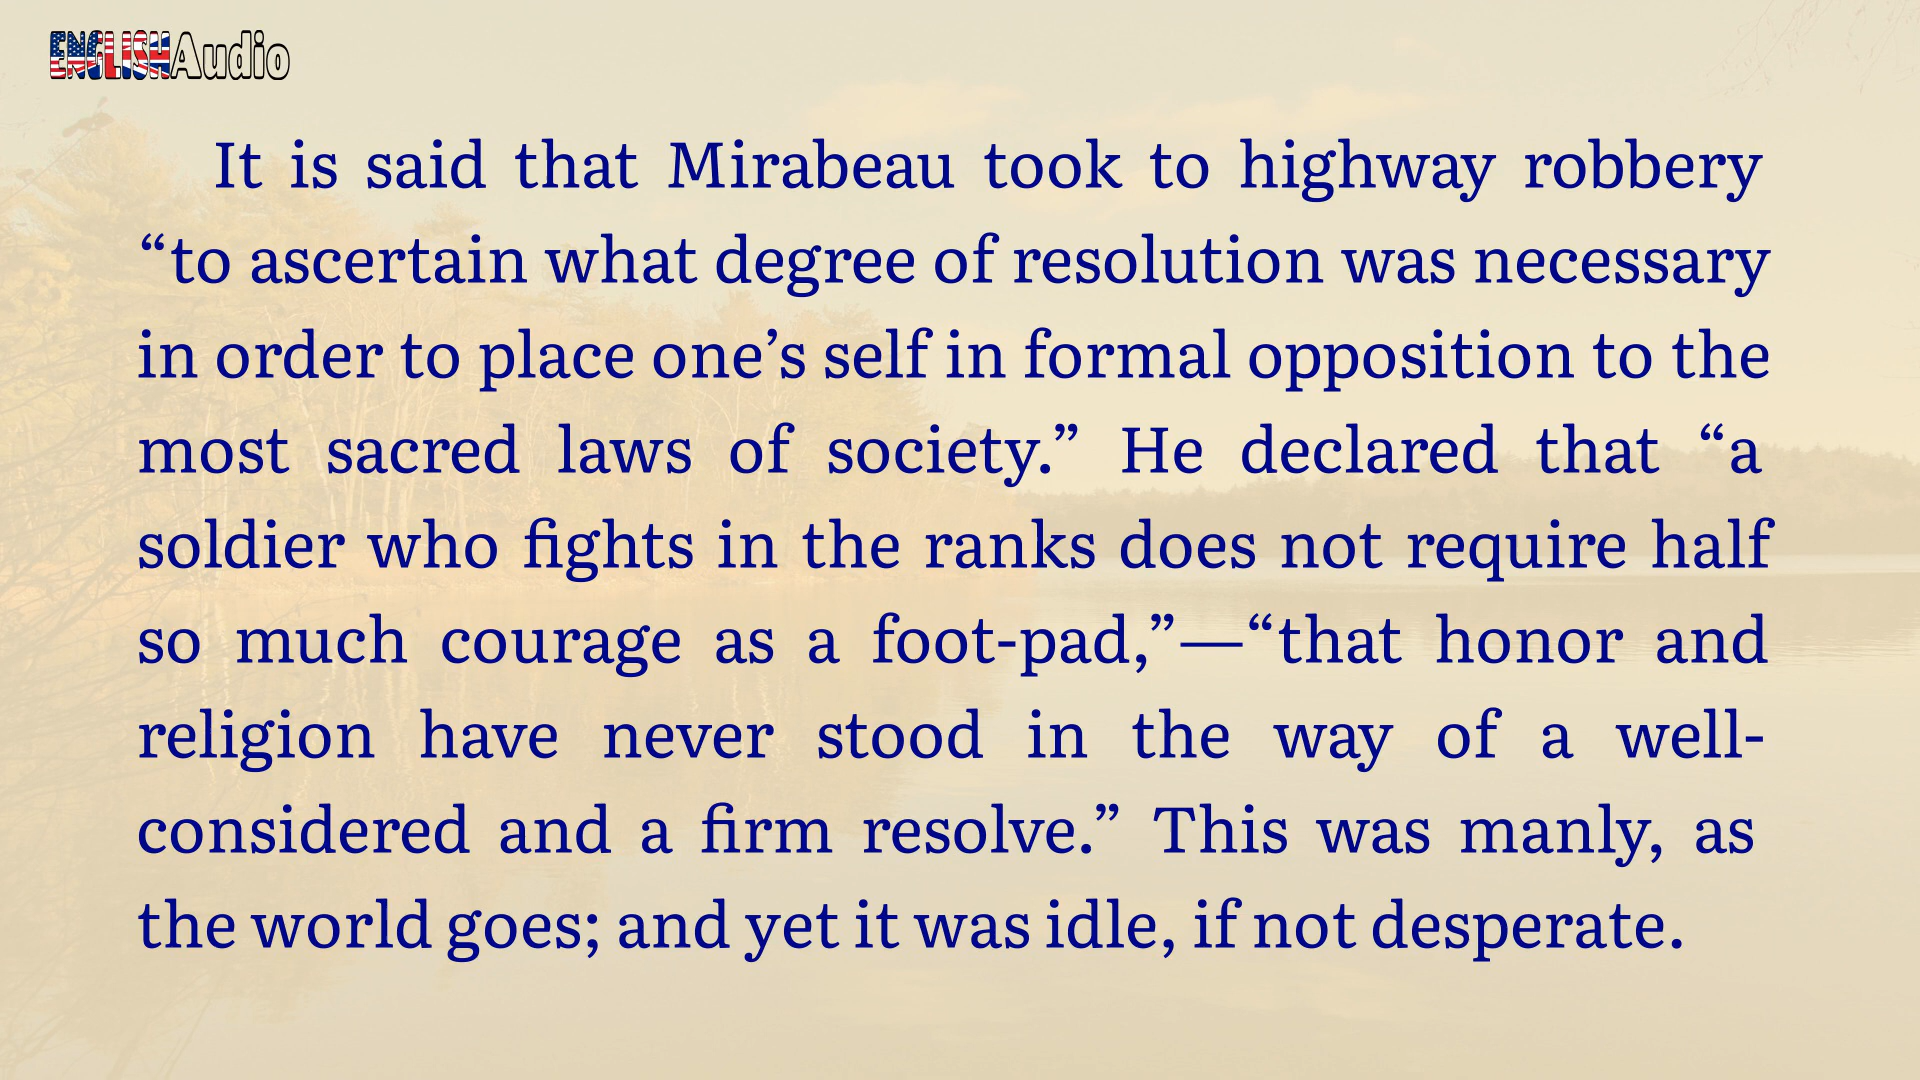 ENGLISHAudio
It is said that Mirabeau took to highway robbery
“to ascertain what degree of resolution was necessary
in order to place one’s self in formal opposition to the
most sacred laws of society.” He declared that “a
soldier who fights in the ranks does not require half
so much courage as a foot-pad,”—“that honor and
religion have never stood in the way of a well-
considered and a firm resolve.” This was manly, as
the world goes; and yet it was idle, if not desperate.